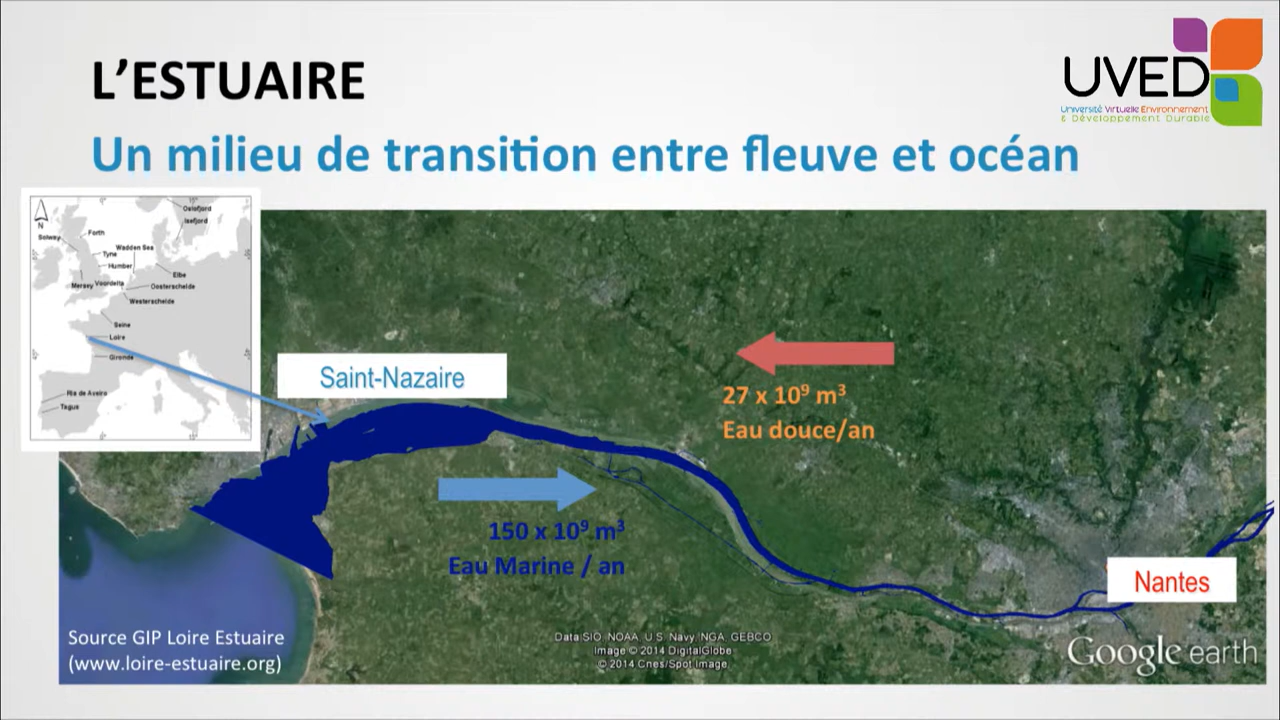 L’ESTUAIRE
UVED
Université Virtuelle Environnement
& Développement Durable
Un milieu de transition entre fleuve et océan
N
Oslofjord
Isefjord
Solway
Forth
Tyne
Wadden Sea
Humber
Elbe
Mersey
Voordelta
Oosterschelde
Westerschelde
Seine
Loire
Gironde
Ria de Aveiro
Tagus
Saint-Nazaire
27 x 10⁹ m³
Eau douce/an
150 x 10⁹ m³
Eau Marine / an
Nantes
Source GIP Loire Estuaire
(www.loire-estuaire.org)
Data SIO, NOAA, U.S. Navy, NGA, GEBCO
Image © 2014 DigitalGlobe
© 2014 Cnes/Spot Image
Google earth